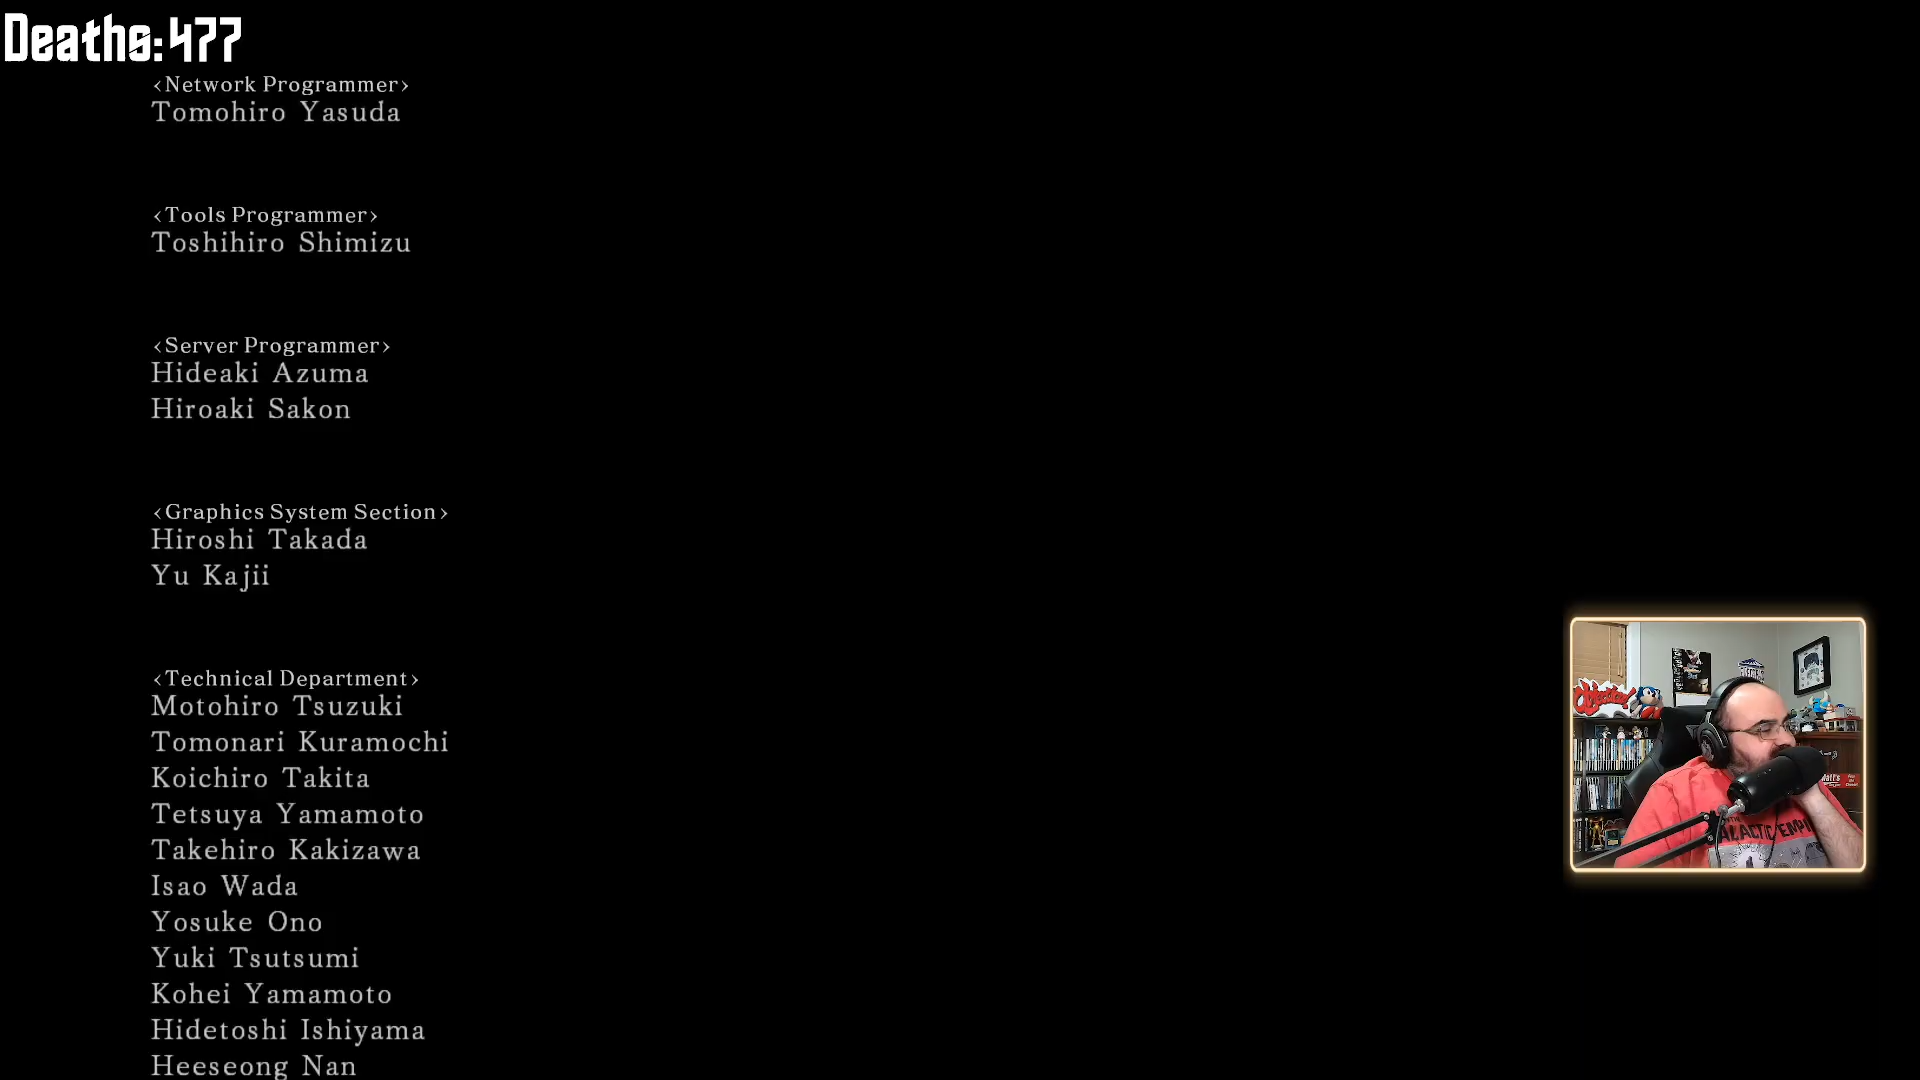 Deaths:477
‹Network Programmer›
Tomohiro Yasuda
‹Tools Programmer›
Toshihiro Shimizu
‹Server Programmer›
Hideaki Azuma
Hiroaki Sakon
‹Graphics System Section›
Hiroshi Takada
Yu Kajii
‹Technical Department›
Motohiro Tsuzuki
Tomonari Kuramochi
Koichiro Takita
Tetsuya Yamamoto
Takehiro Kakizawa
Isao Wada
Yosuke Ono
Yuki Tsutsumi
Kohei Yamamoto
Hidetoshi Ishiyama
Heeseong Nan
Objection!